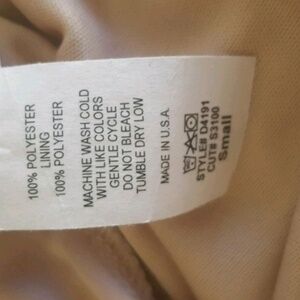 100% POLYESTER
LINING
100% POLYESTER
MACHINE WASH COLD
WITH LIKE COLORS
GENTLE CYCLE
DO NOT BLEACH
TUMBLE DRY LOW
MADE IN U.S.A.
STYLE# D4191
CUT# S3100
Small